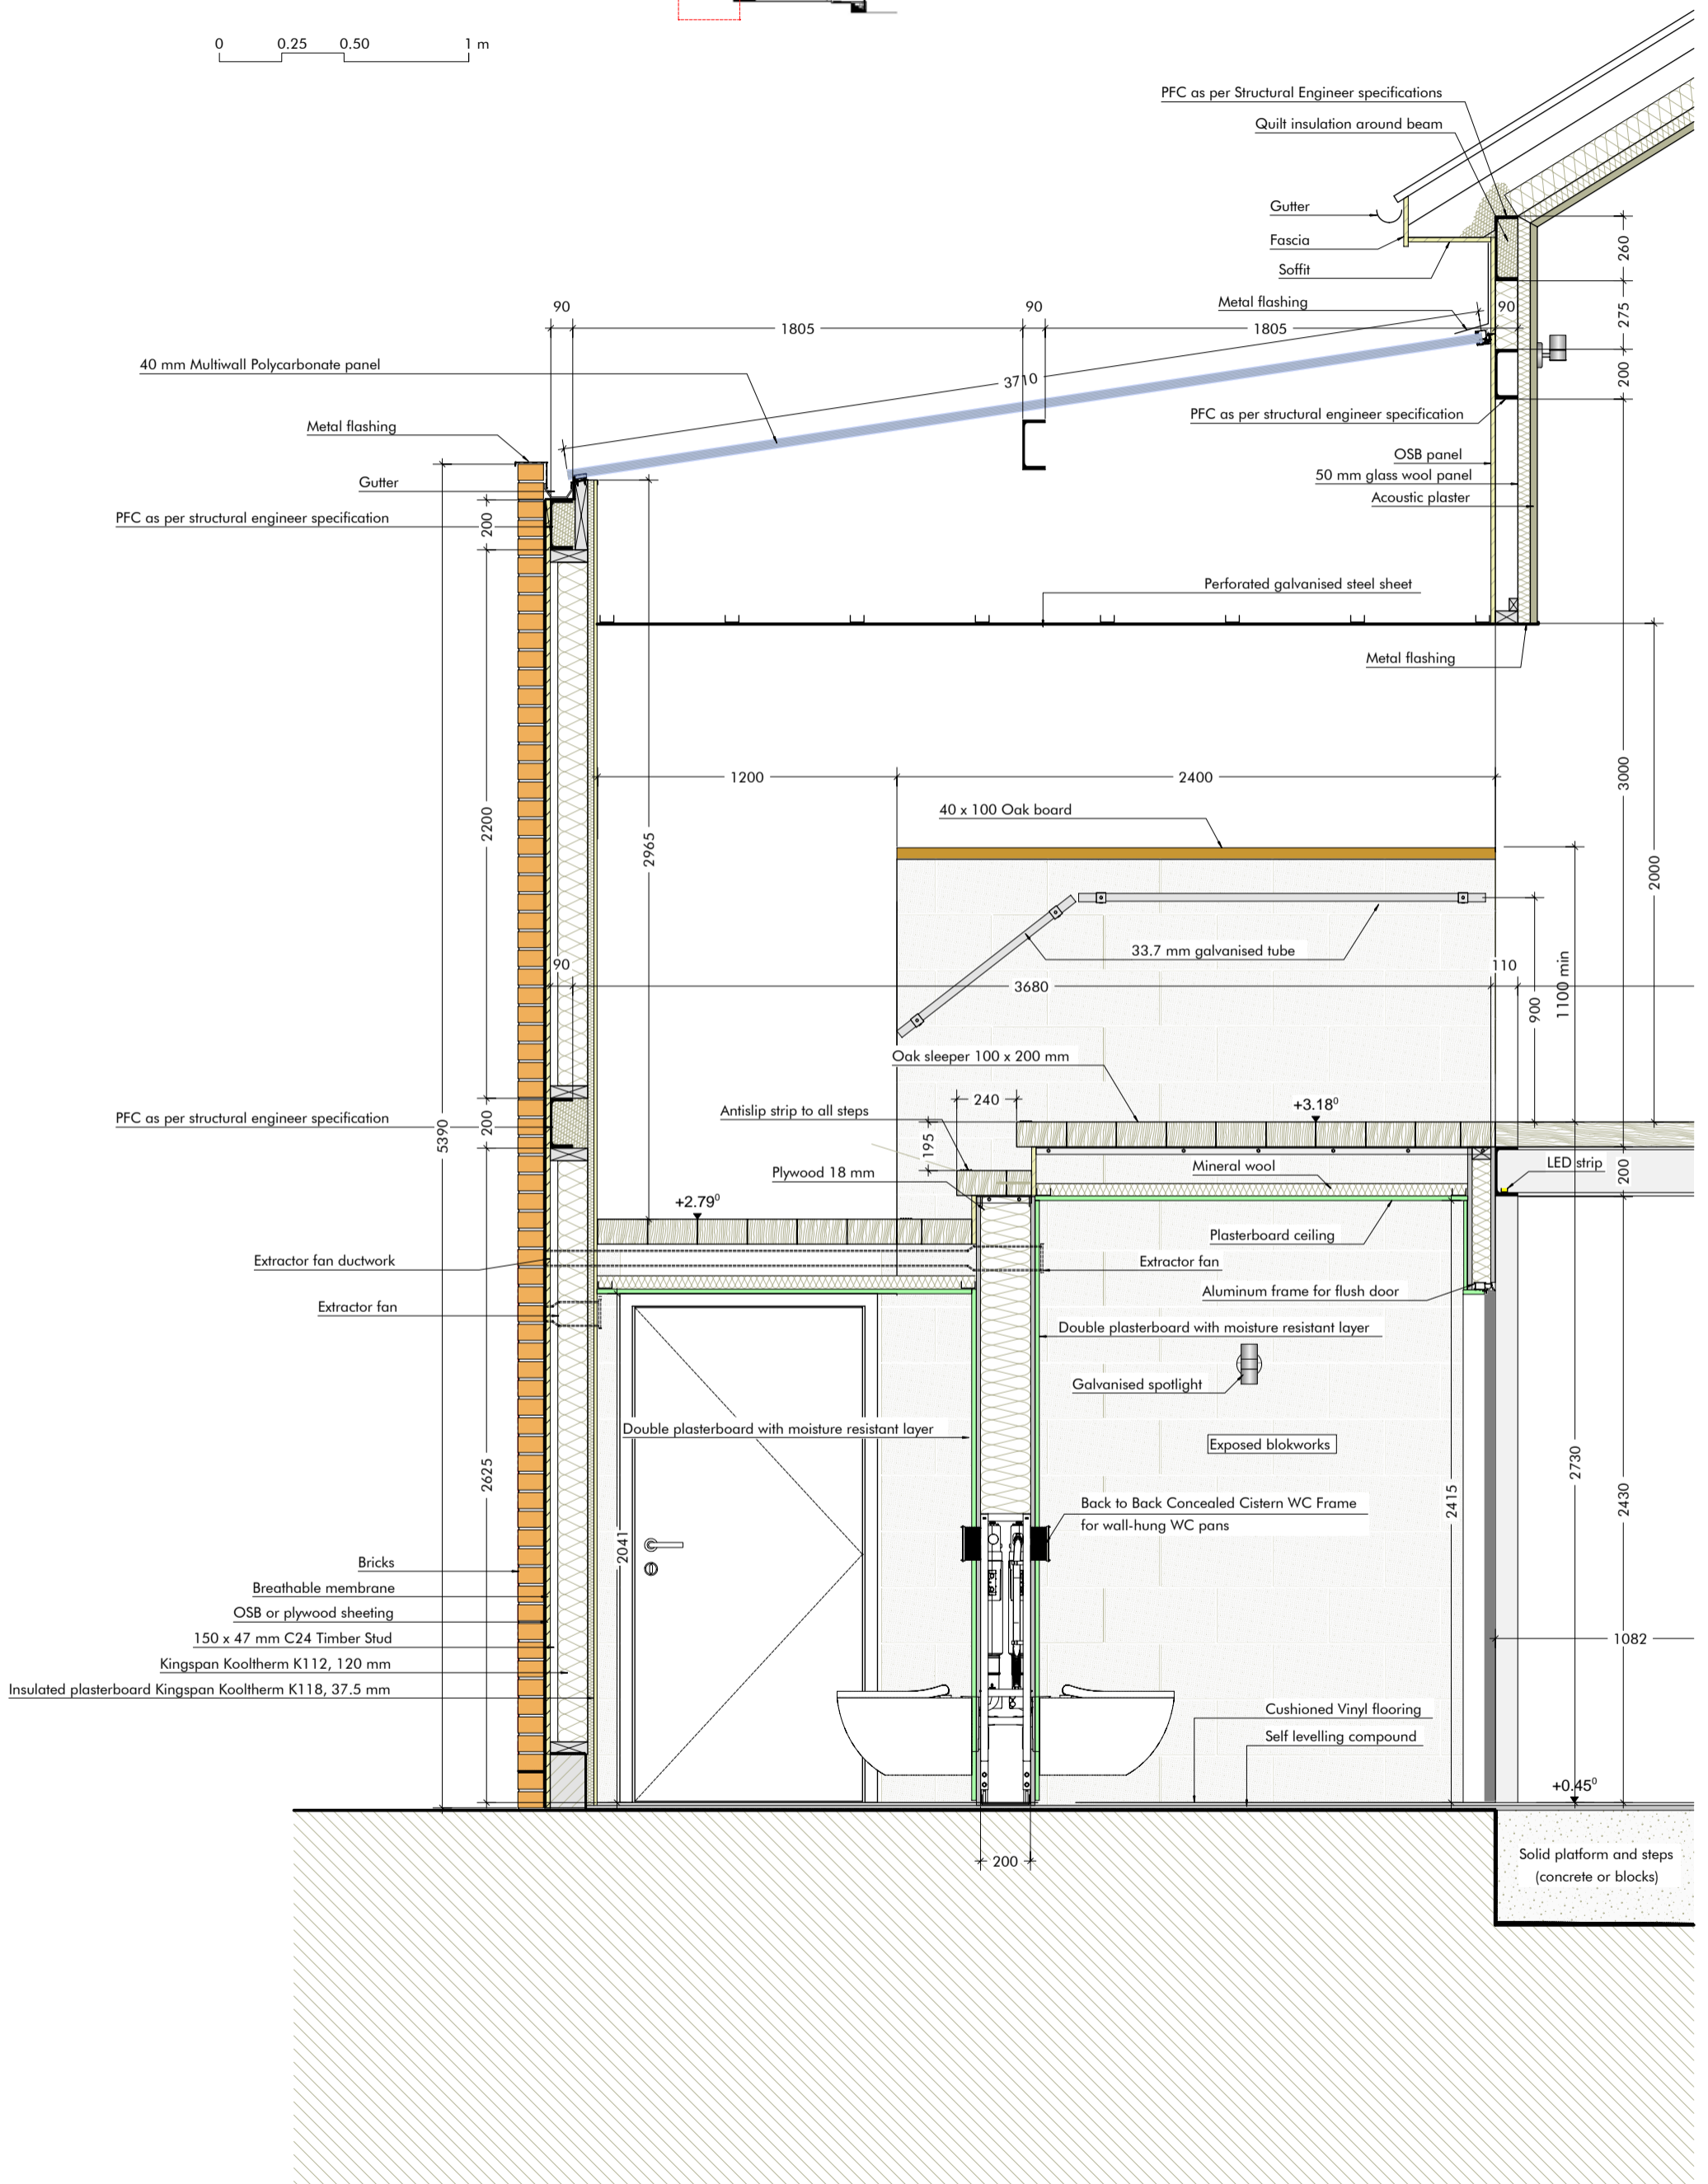 0 0.25 0.50 1 m
PFC as per Structural Engineer specifications
Quilt insulation around beam
Gutter
Fascia
Soffit
260
Metal flashing
90
1805
90
1805
90
275
3710
200
40 mm Multiwall Polycarbonate panel
PFC as per structural engineer specification
Metal flashing
OSB panel
50 mm glass wool panel
Gutter
Acoustic plaster
PFC as per structural engineer specification
200
Perforated galvanised steel sheet
Metal flashing
1200
2400
3000
40 x 100 Oak board
2200
2965
2000
33.7 mm galvanised tube
90
110
3680
1100 min
900
Oak sleeper 100 x 200 mm
240
+3.18⁰
Antislip strip to all steps
PFC as per structural engineer specification
200
5390
195
Mineral wool
LED strip
200
Plywood 18 mm
+2.79⁰
Plasterboard ceiling
Extractor fan ductwork
Extractor fan
Aluminum frame for flush door
Extractor fan
Double plasterboard with moisture resistant layer
Galvanised spotlight
Double plasterboard with moisture resistant layer
Exposed blokworks
2625
2730
2415
2430
Back to Back Concealed Cistern WC Frame
for wall-hung WC pans
2041
Bricks
Breathable membrane
OSB or plywood sheeting
150 x 47 mm C24 Timber Stud
1082
Kingspan Kooltherm K112, 120 mm
Insulated plasterboard Kingspan Kooltherm K118, 37.5 mm
Cushioned Vinyl flooring
Self levelling compound
+0.45⁰
200
Solid platform and steps
(concrete or blocks)